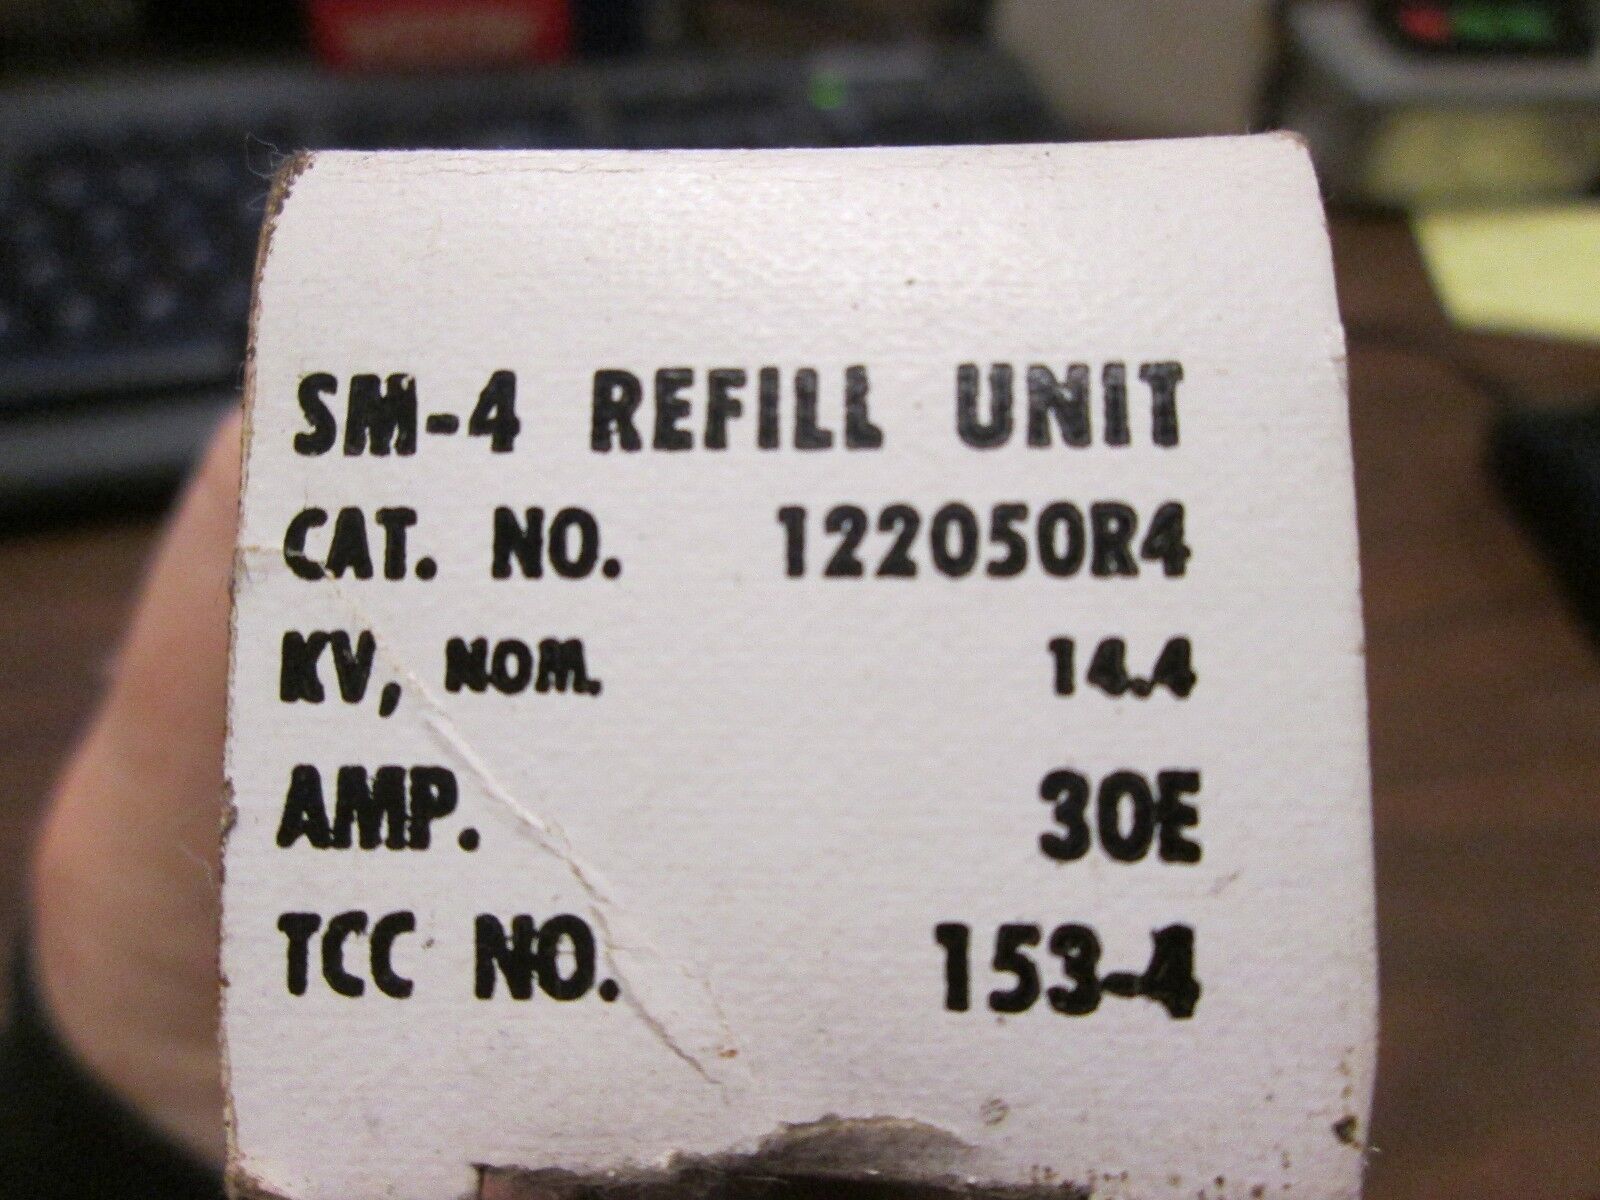 SM-4 REFILL UNIT
CAT. NO. 122050R4
KV, NOM. 14.4
AMP. 30E
TCC NO. 153-4